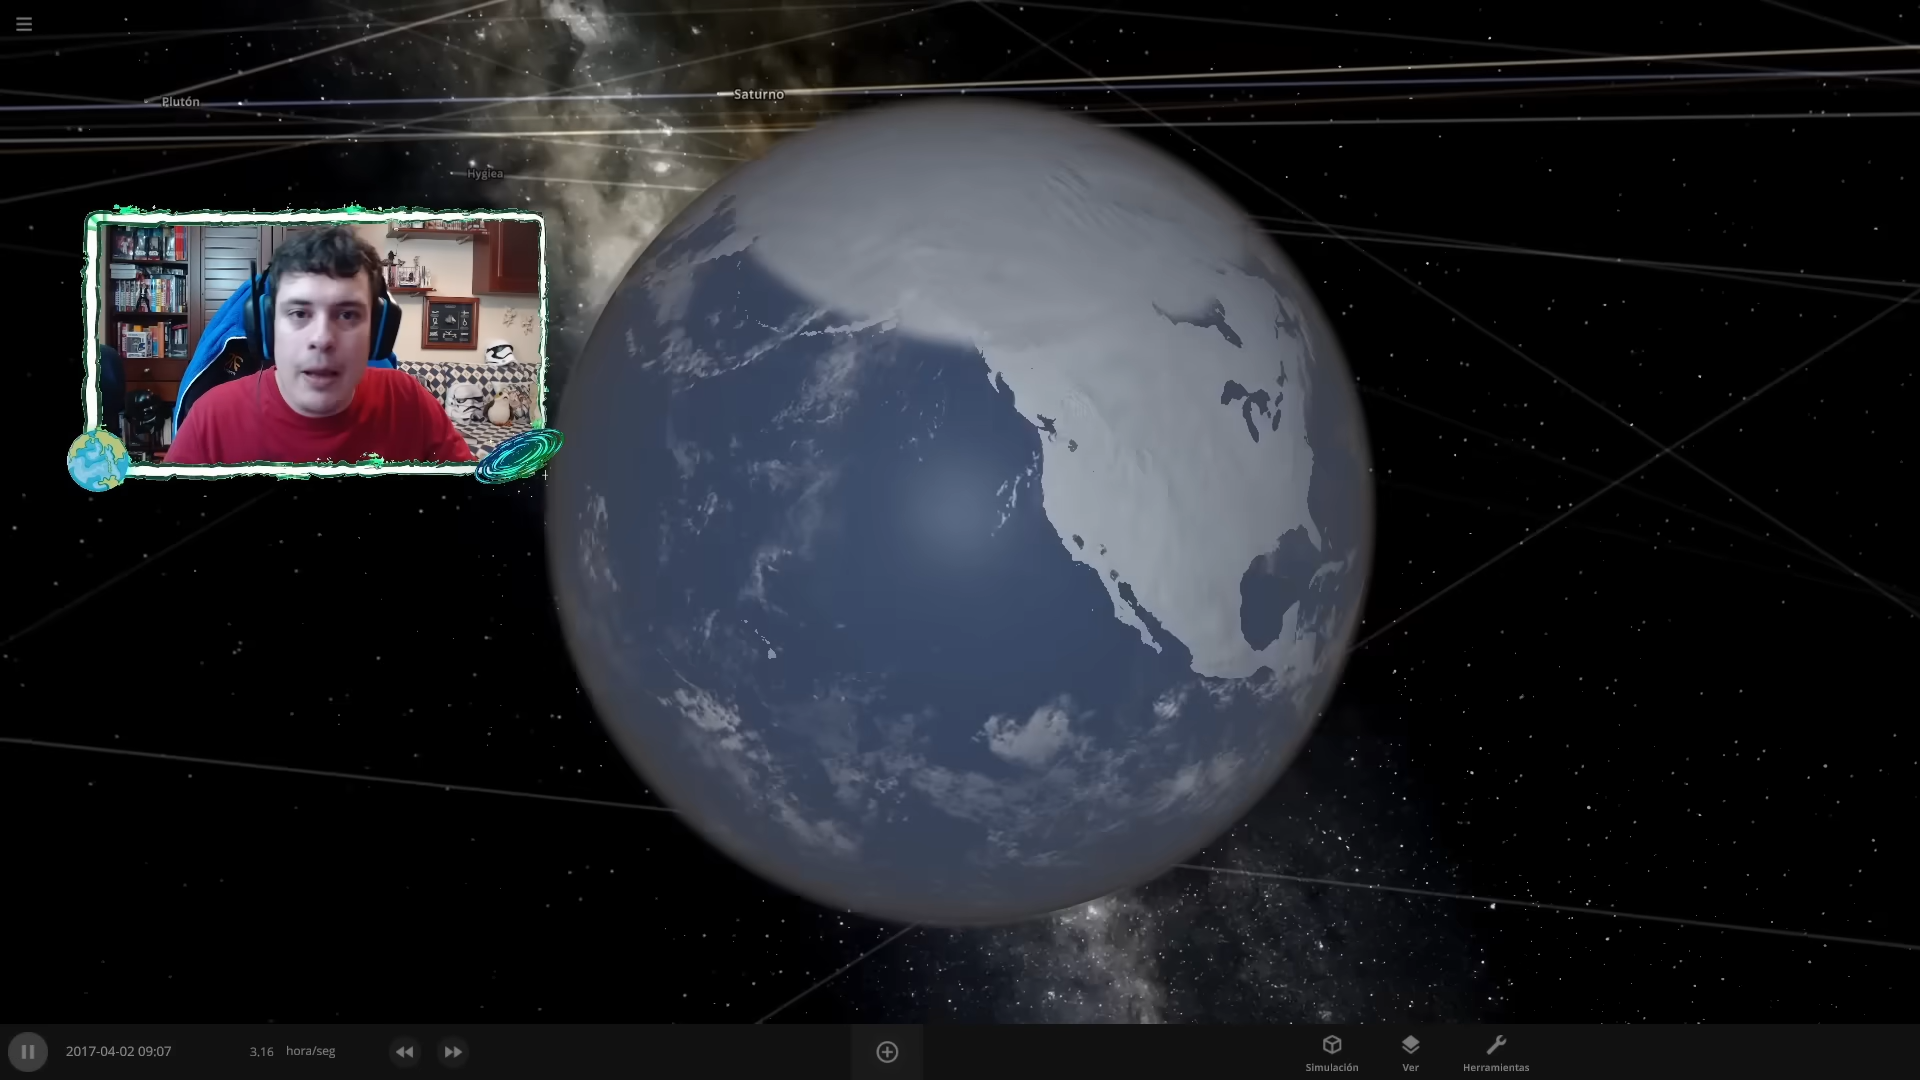 Plutón
Saturno
Hygiea
2017-04-02 09:07
3.16 hora/seg
Simulación
Ver
Herramientas